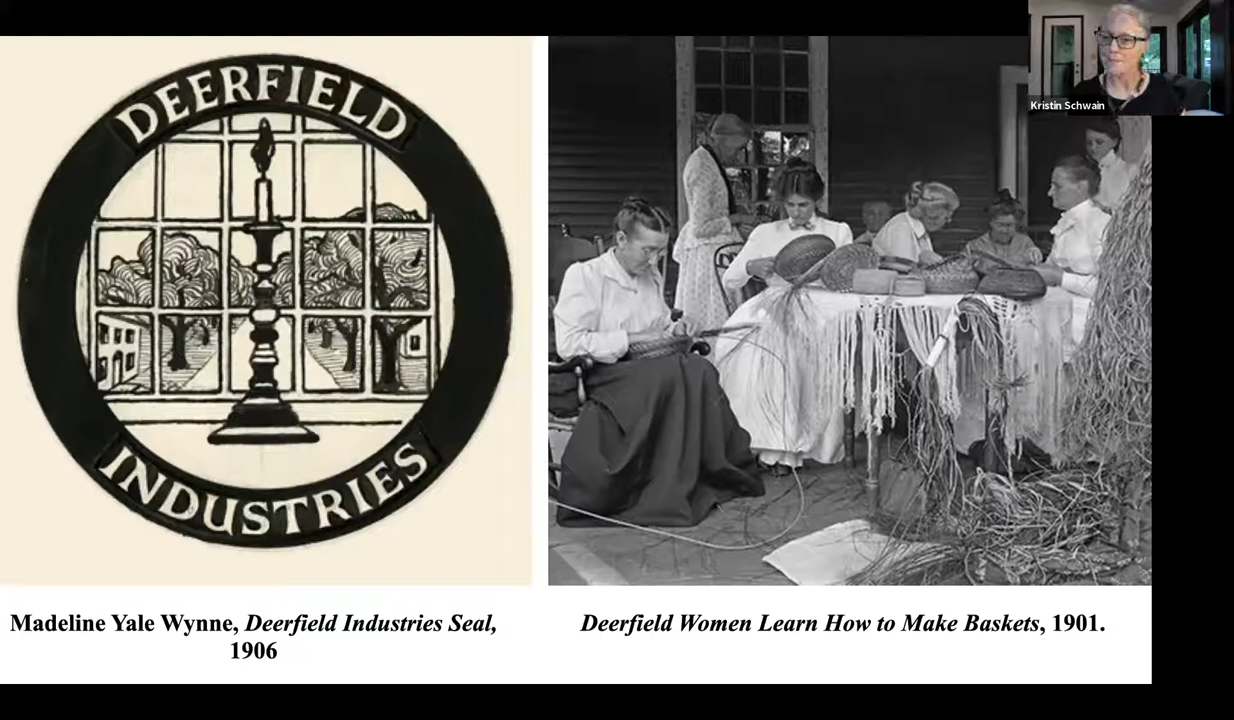 DEERFIELD
INDUSTRIES
Kristin Schwain
Madeline Yale Wynne, Deerfield Industries Seal,
1906
Deerfield Women Learn How to Make Baskets, 1901.